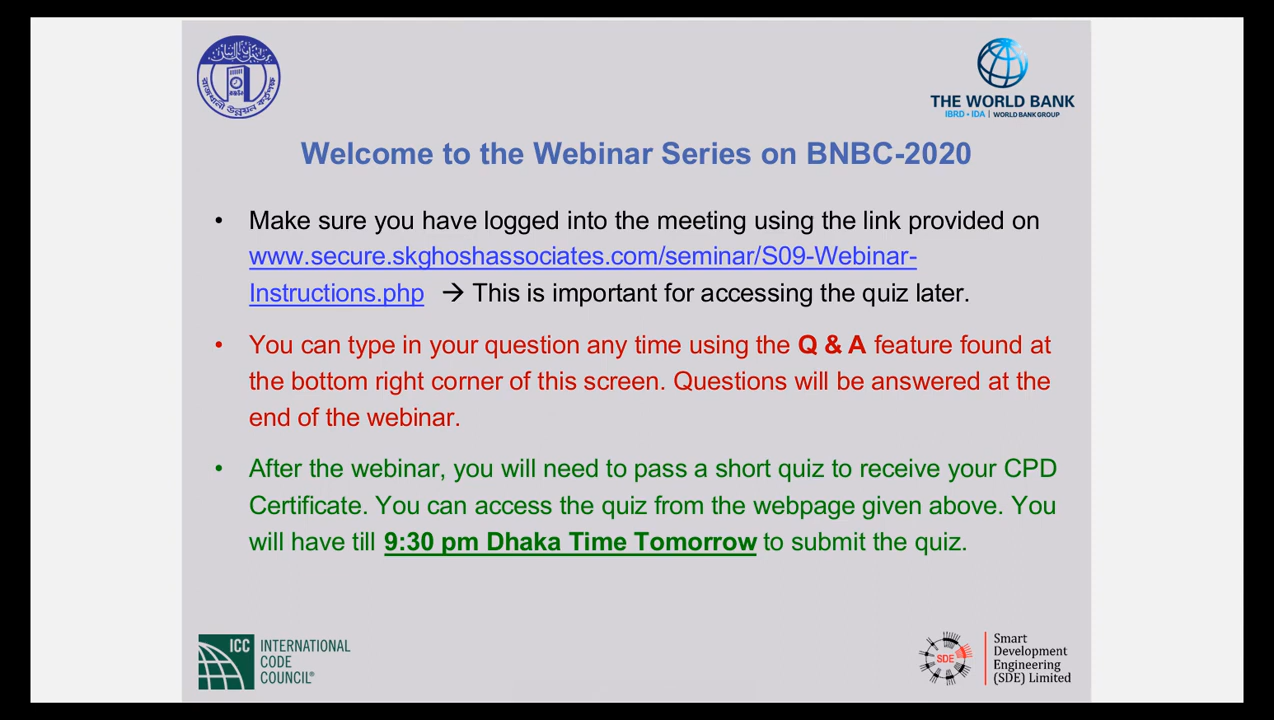 রাজধানী উন্নয়ন কর্তৃপক্ষ
THE WORLD BANK
IBRD • IDA | WORLD BANK GROUP
Welcome to the Webinar Series on BNBC-2020
• Make sure you have logged into the meeting using the link provided on
www.secure.skghoshassociates.com/seminar/S09-Webinar-
Instructions.php → This is important for accessing the quiz later.
• You can type in your question any time using the Q & A feature found at
the bottom right corner of this screen. Questions will be answered at the
end of the webinar.
• After the webinar, you will need to pass a short quiz to receive your CPD
Certificate. You can access the quiz from the webpage given above. You
will have till 9:30 pm Dhaka Time Tomorrow to submit the quiz.
ICC INTERNATIONAL
CODE
COUNCIL®
SDE
Smart
Development
Engineering
(SDE) Limited